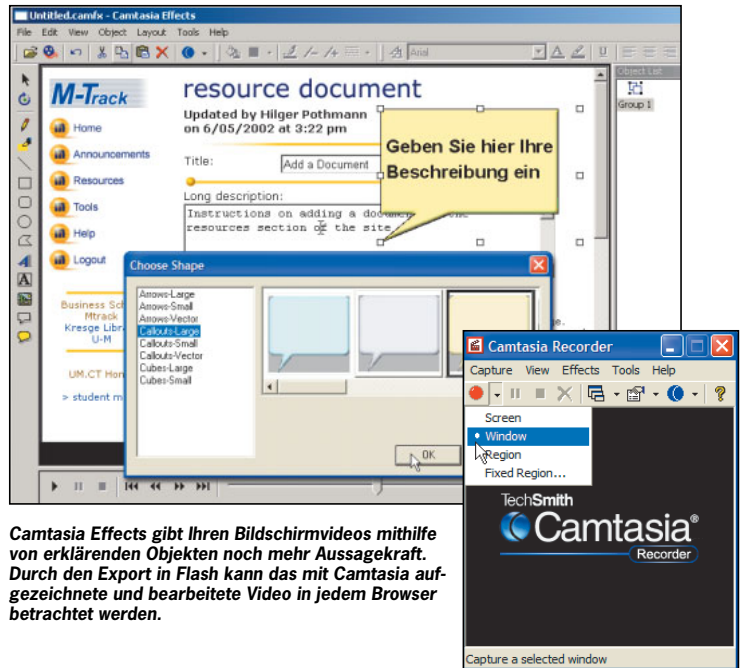 Untitled.camfx - Camtasia Effects
File Edit View Object Layout Tools Help
Arial
Object List
Group 1
M-Track
Home
Announcements
Resources
Tools
Help
Logout
Business
Mtrack
Kresge
U-M
UM.CT
> student
resource document
Updated by Hilger Pothmann
on 6/05/2002 at 3:22 pm
Title: Add a Document
Long description:
Instructions on adding a
resources section of the site
Geben Sie hier Ihre
Beschreibung ein
Choose Shape
Arrows-Large
Arrows-Small
Arrows-Vector
Callouts-Large
Callouts-Small
Callouts-Vector
Cubes-Large
Cubes-Small
OK
Camtasia Recorder
Capture View Effects Tools Help
Screen
Window
Region
Fixed Region...
TechSmith
Camtasia®
Recorder
Capture a selected window
Camtasia Effects gibt Ihren Bildschirmvideos mithilfe
von erklärenden Objekten noch mehr Aussagekraft.
Durch den Export in Flash kann das mit Camtasia auf-
gezeichnete und bearbeitete Video in jedem Browser
betrachtet werden.